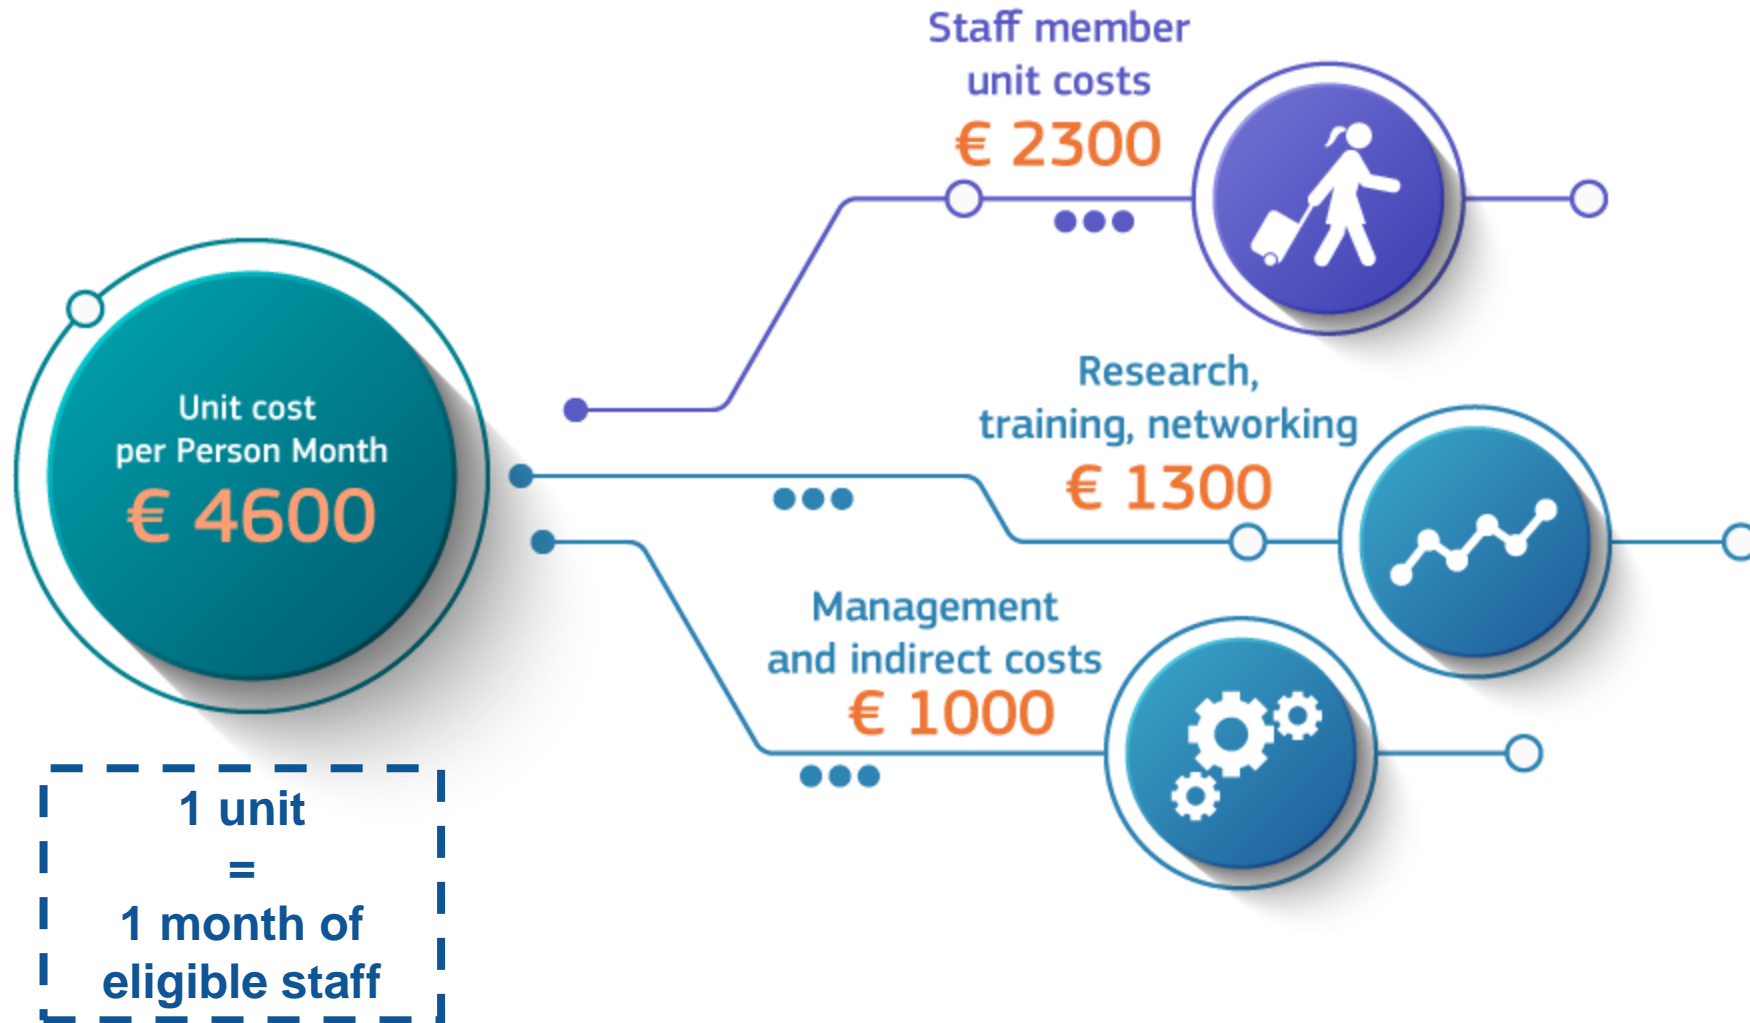 Staff member
unit costs
€ 2300
Unit cost
per Person Month
€ 4600
Research,
training, networking
€ 1300
Management
and indirect costs
€ 1000
1 unit
=
1 month of
eligible staff